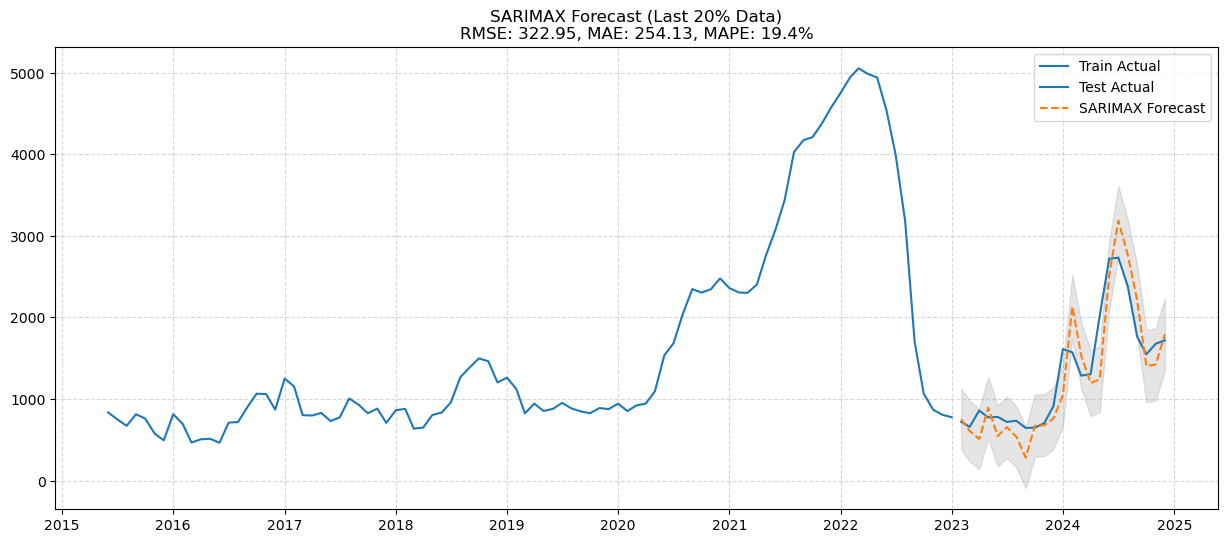 SARIMAX Forecast (Last 20% Data)
RMSE: 322.95, MAE: 254.13, MAPE: 19.4%
Train Actual
Test Actual
SARIMAX Forecast
5000
4000
3000
2000
1000
0
2015 2016 2017 2018 2019 2020 2021 2022 2023 2024 2025